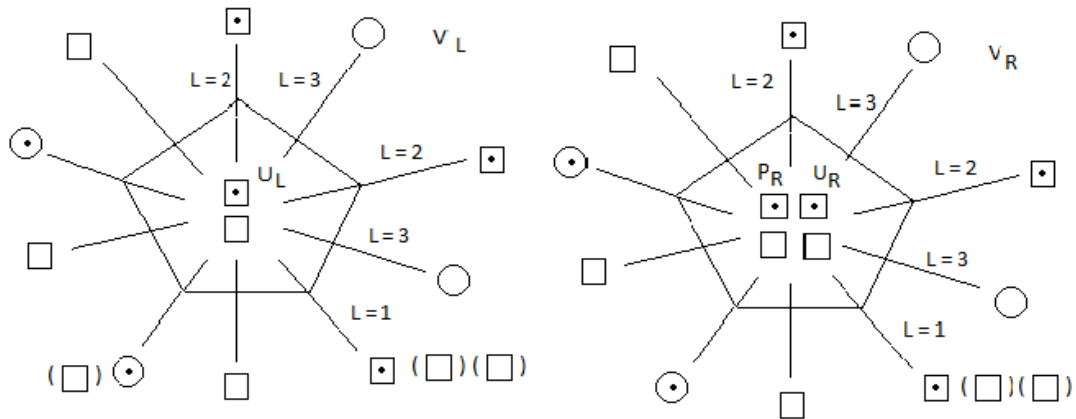 V L
L = 2
L = 3
L = 2
U L
L = 3
L = 1
( ) ( ) ( )
V R
L = 2
L = 3
P R U R
L = 2
L = 3
L = 1
( ) ( )